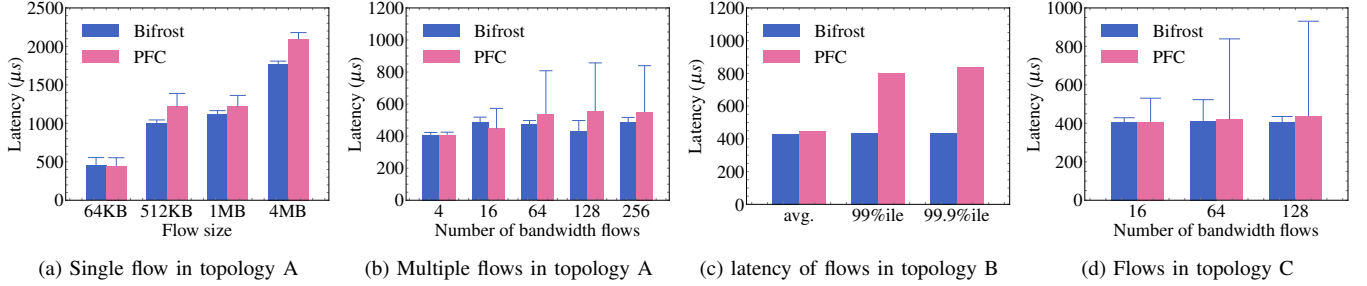 2500
2000
1500
1000
500
0
Latency (μs)
Bifrost
PFC
64KB 512KB 1MB 4MB
Flow size
(a) Single flow in topology A
1200
1000
800
600
400
200
0
Latency (μs)
Bifrost
PFC
4 16 64 128 256
Number of bandwidth flows
(b) Multiple flows in topology A
1200
1000
800
600
400
200
0
Latency (μs)
Bifrost
PFC
avg. 99%ile 99.9%ile
(c) latency of flows in topology B
1000
800
600
400
200
0
Latency (μs)
Bifrost
PFC
16 64 128
Number of bandwidth flows
(d) Flows in topology C